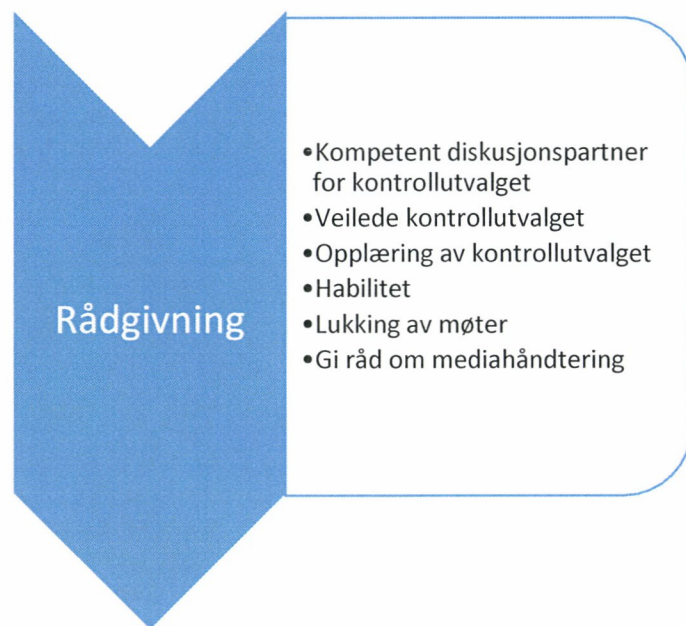 Rådgivning
•Kompetent diskusjonspartner
for kontrollutvalget
•Veilede kontrollutvalget
•Opplæring av kontrollutvalget
•Habilitet
•Lukking av møter
•Gi råd om mediahåndtering